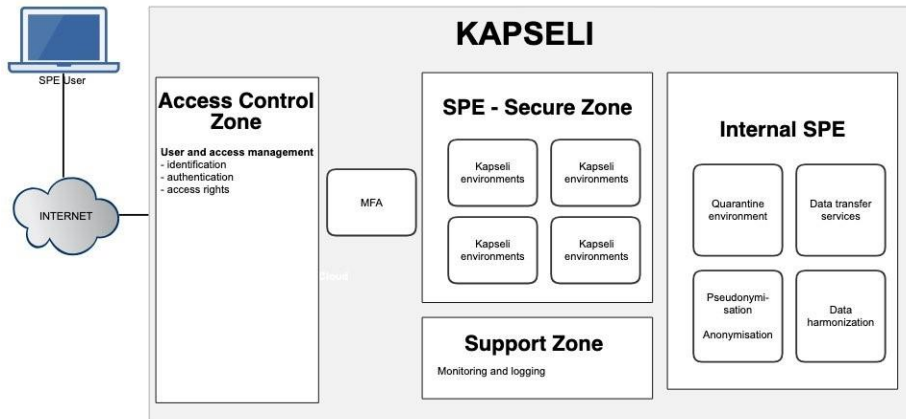 KAPSELI
SPE User
INTERNET
Access Control
Zone
User and access management
- identification
- authentication
- access rights
Cloud
MFA
SPE - Secure Zone
Kapseli
environments
Kapseli
environments
Kapseli
environments
Kapseli
environments
Support Zone
Monitoring and logging
Internal SPE
Quarantine
environment
Data transfer
services
Pseudonymi-
sation
Anonymisation
Data
harmonization